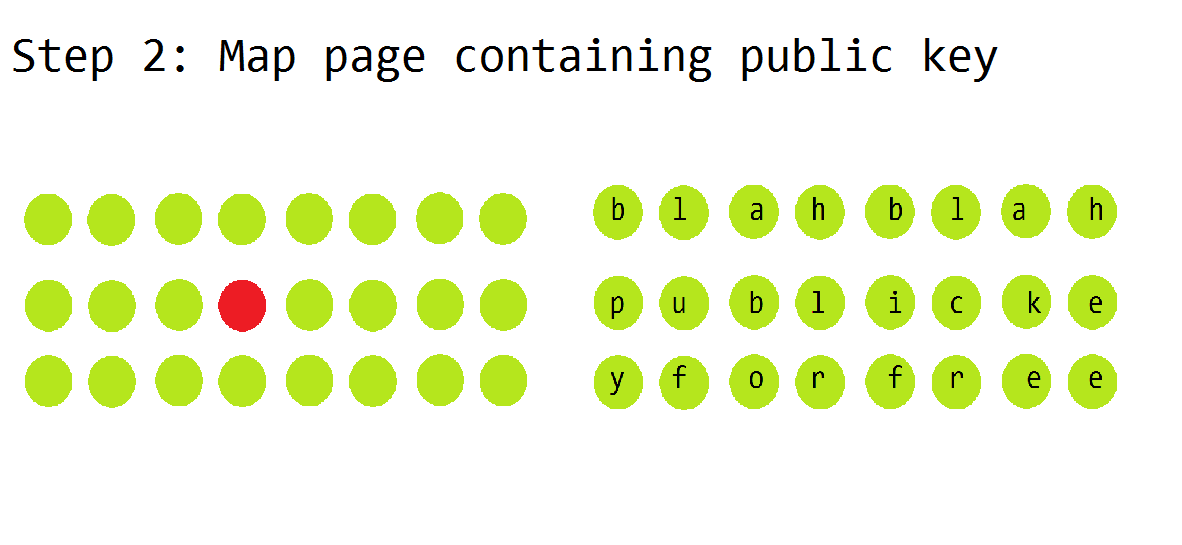 Step 2: Map page containing public key
b l a h b l a h
p u b l i c k e
y f o r f r e e